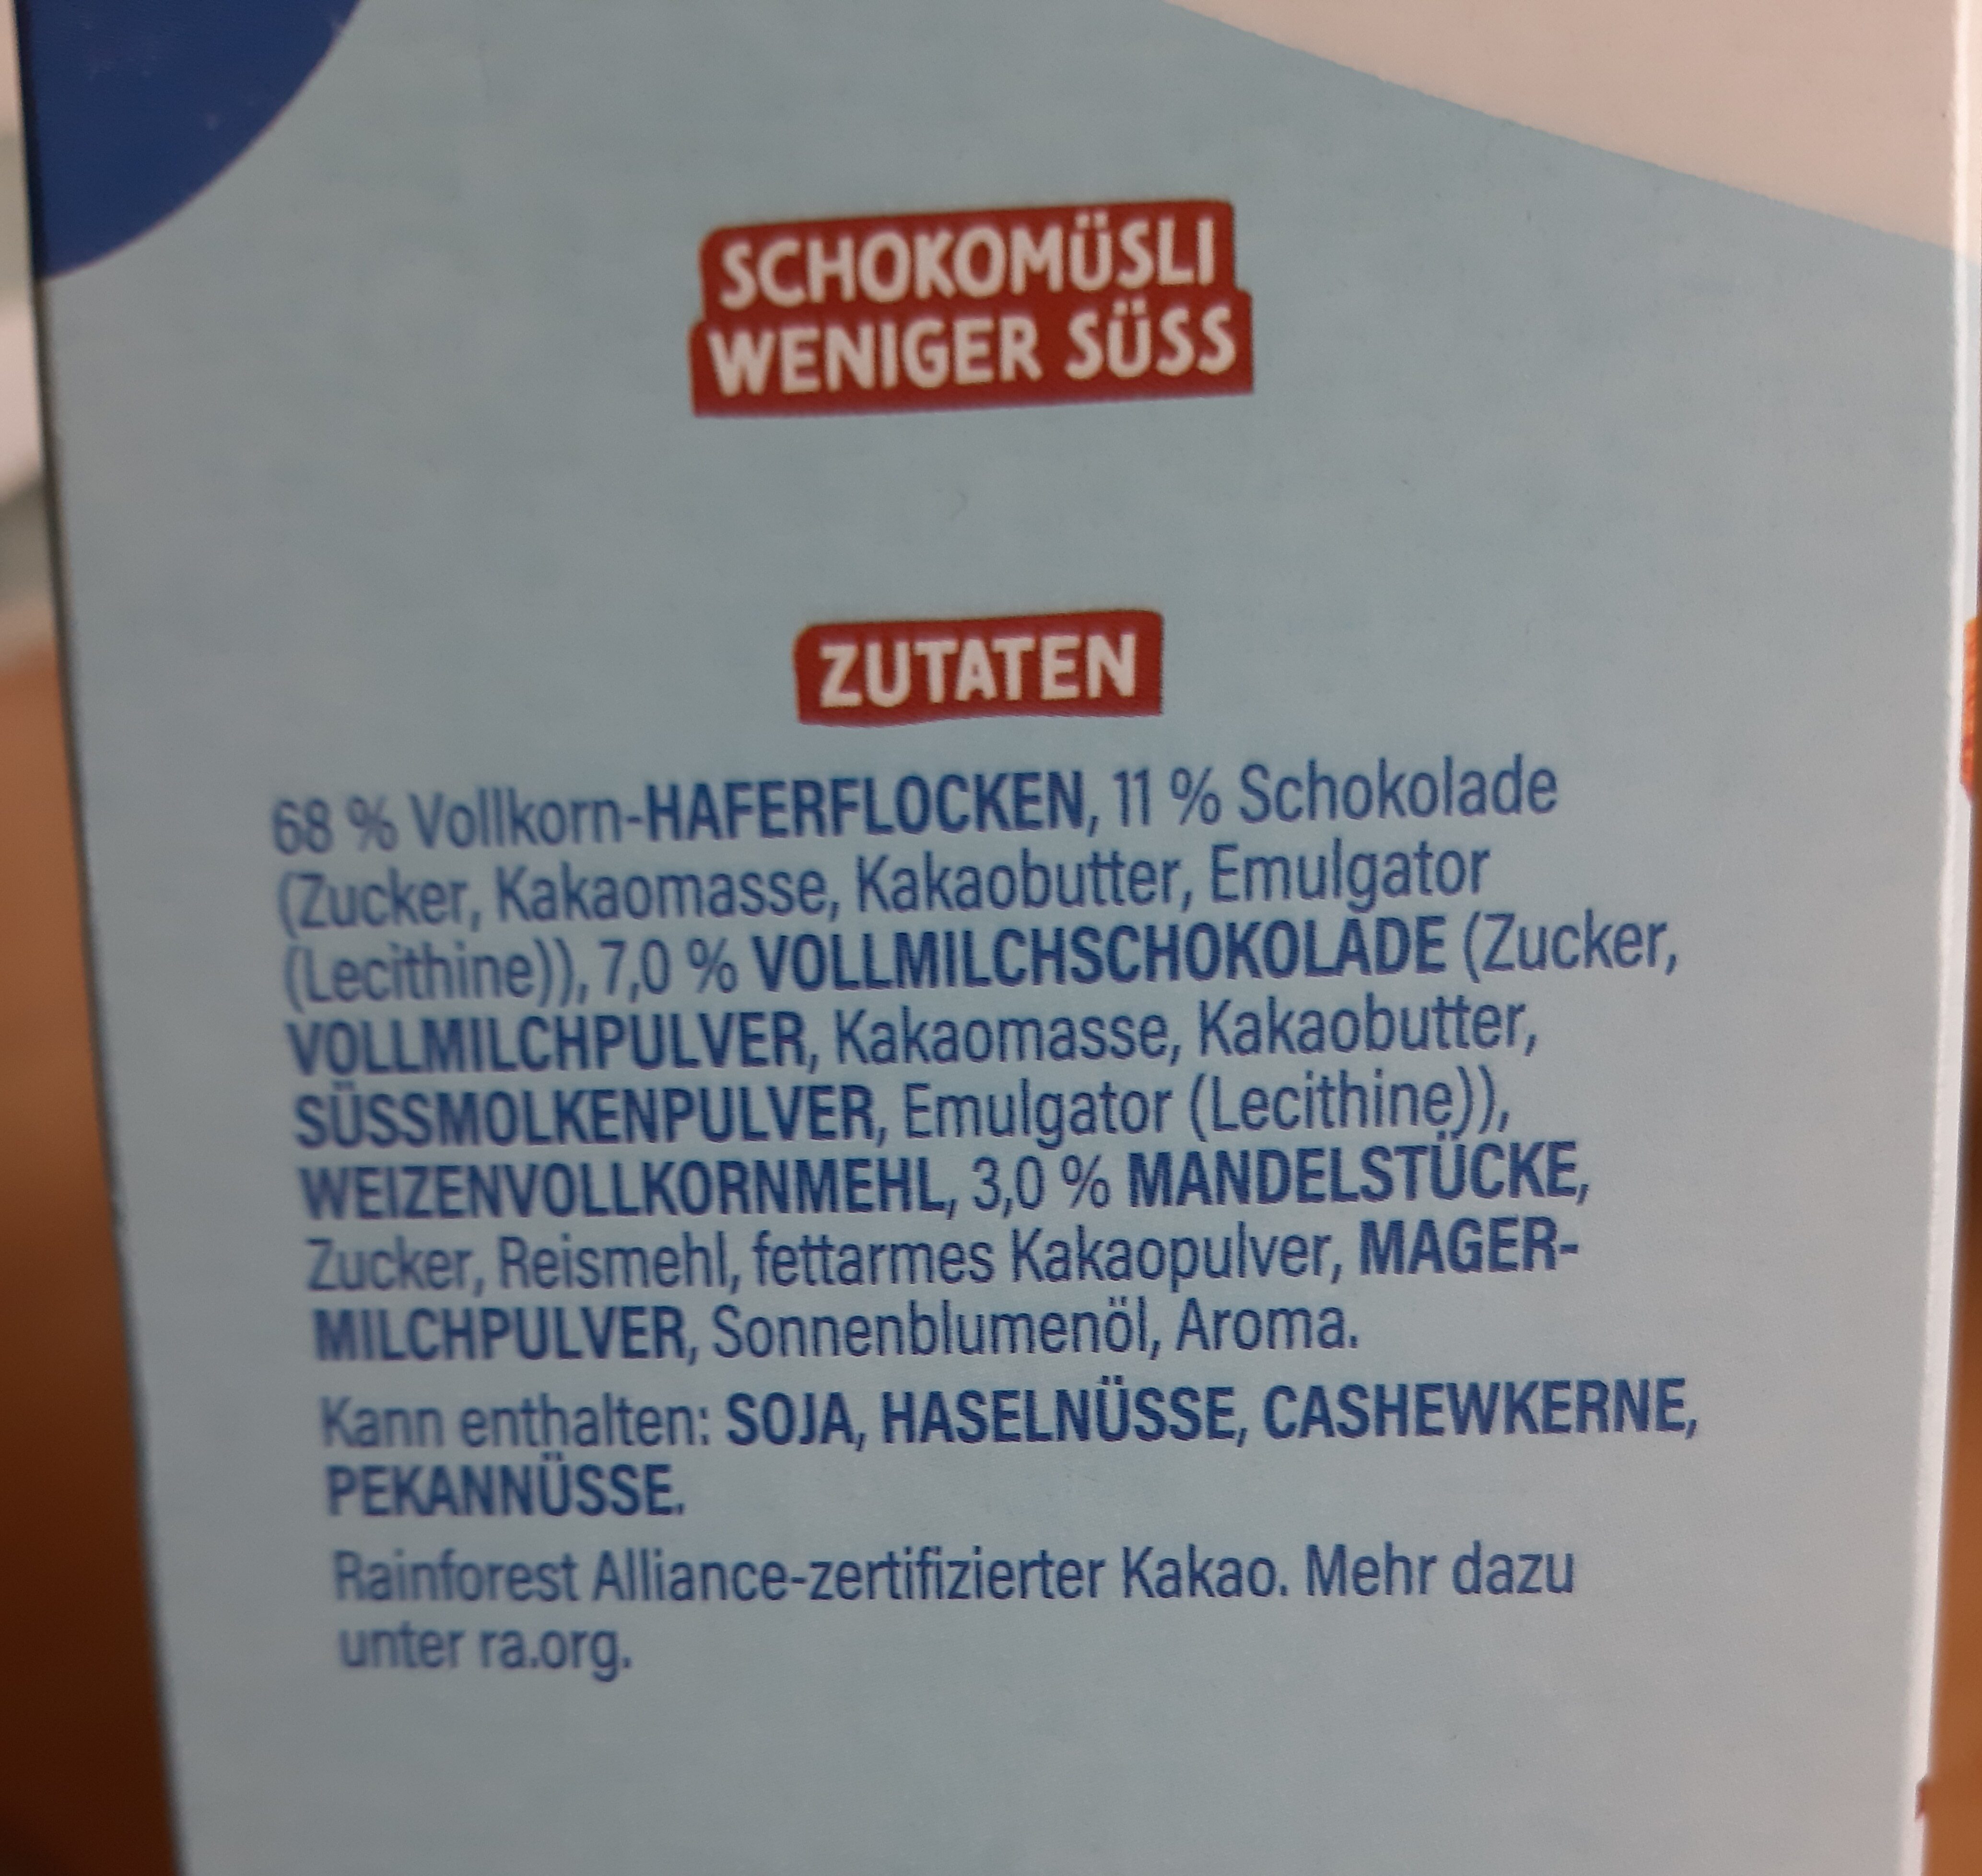 SCHOKOMÜSLI
WENIGER SÜSS
ZUTATEN
68 % Vollkorn-HAFERFLOCKEN, 11 % Schokolade
(Zucker, Kakaomasse, Kakaobutter, Emulgator
(Lecithine)), 7,0 % VOLLMILCHSCHOKOLADE (Zucker,
VOLLMILCHPULVER, Kakaomasse, Kakaobutter,
SÜSSMOLKENPULVER, Emulgator (Lecithine)),
WEIZENVOLLKORNMEHL, 3,0 % MANDELSTÜCKE,
Zucker, Reismehl, fettarmes Kakaopulver, MAGER-
MILCHPULVER, Sonnenblumenöl, Aroma.
Kann enthalten: SOJA, HASELNÜSSE, CASHEWKERNE,
PEKANNÜSSE.
Rainforest Alliance-zertifizierter Kakao. Mehr dazu
unter ra.org.